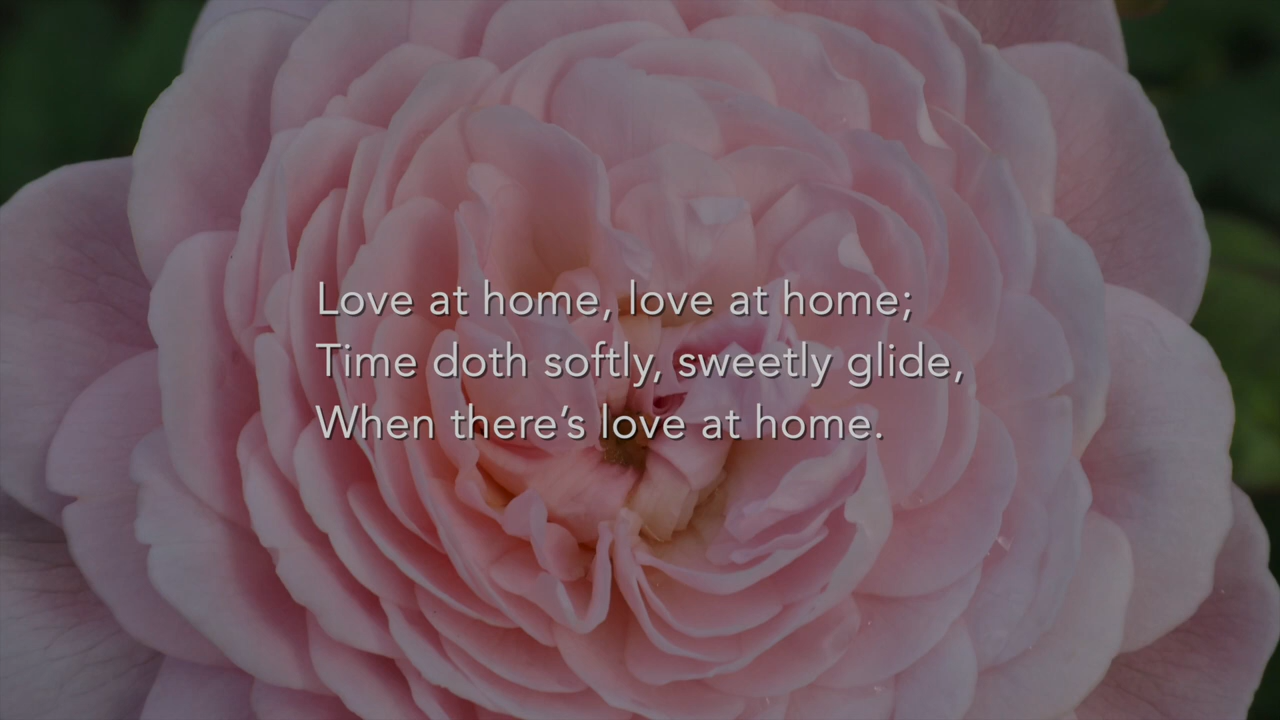 Love at home, love at home;
Time doth softly, sweetly glide,
When there’s love at home.